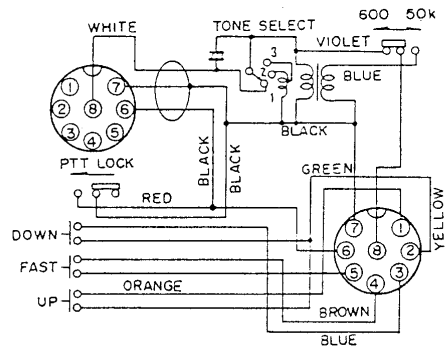 WHITE
TONE SELECT
600
50k
VIOLET
BLUE
3
2
1
1
7
2
8
6
3
4
5
BLACK
PTT LOCK
BLACK
BLACK
GREEN
YELLOW
RED
7
1
6
8
2
5
4
3
DOWN
FAST
UP
ORANGE
BROWN
BLUE